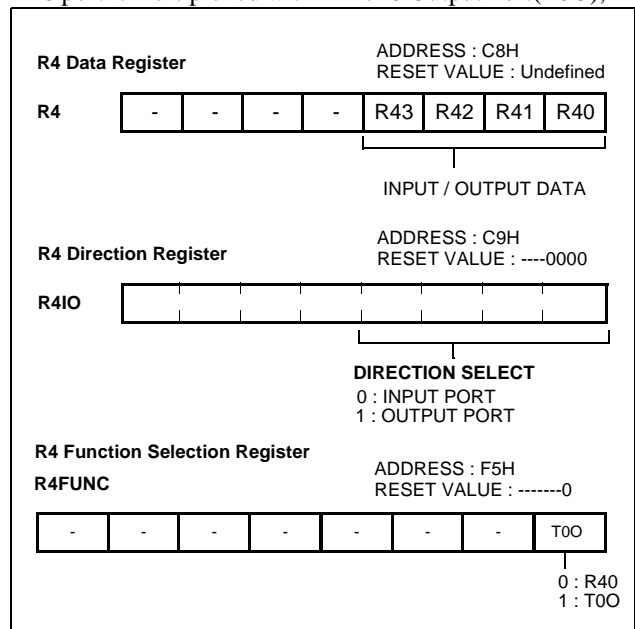 R4 Data Register
ADDRESS : C8H
RESET VALUE : Undefined
R4 - - - - R43 R42 R41 R40
INPUT / OUTPUT DATA
R4 Direction Register
ADDRESS : C9H
RESET VALUE : ----0000
R4IO
DIRECTION SELECT
0 : INPUT PORT
1 : OUTPUT PORT
R4 Function Selection Register
R4FUNC
ADDRESS : F5H
RESET VALUE : -------0
- - - - - - - T0O
0 : R40
1 : T0O